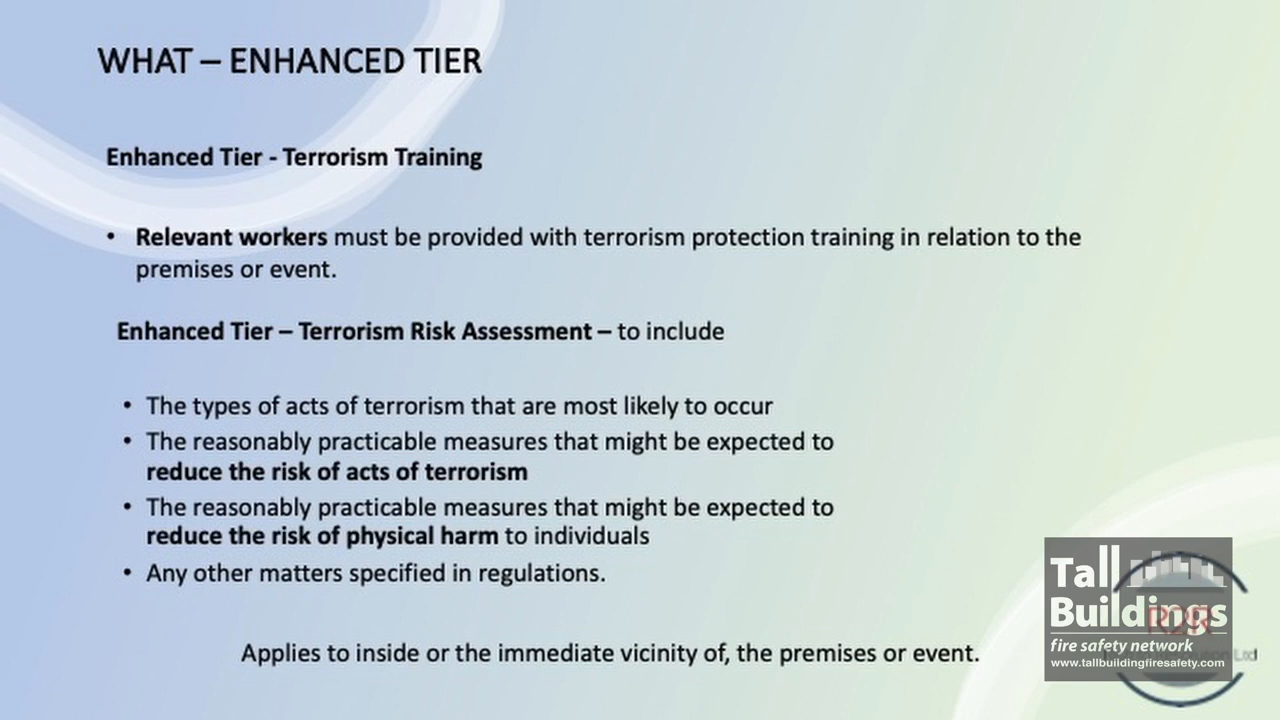 WHAT – ENHANCED TIER
Enhanced Tier - Terrorism Training
• Relevant workers must be provided with terrorism protection training in relation to the
premises or event.
Enhanced Tier – Terrorism Risk Assessment – to include
• The types of acts of terrorism that are most likely to occur
• The reasonably practicable measures that might be expected to
reduce the risk of acts of terrorism
• The reasonably practicable measures that might be expected to
reduce the risk of physical harm to individuals
• Any other matters specified in regulations.
Applies to inside or the immediate vicinity of, the premises or event.
Tall
Buildings
fire safety network
www.tallbuildingfiresafety.com
Ltd